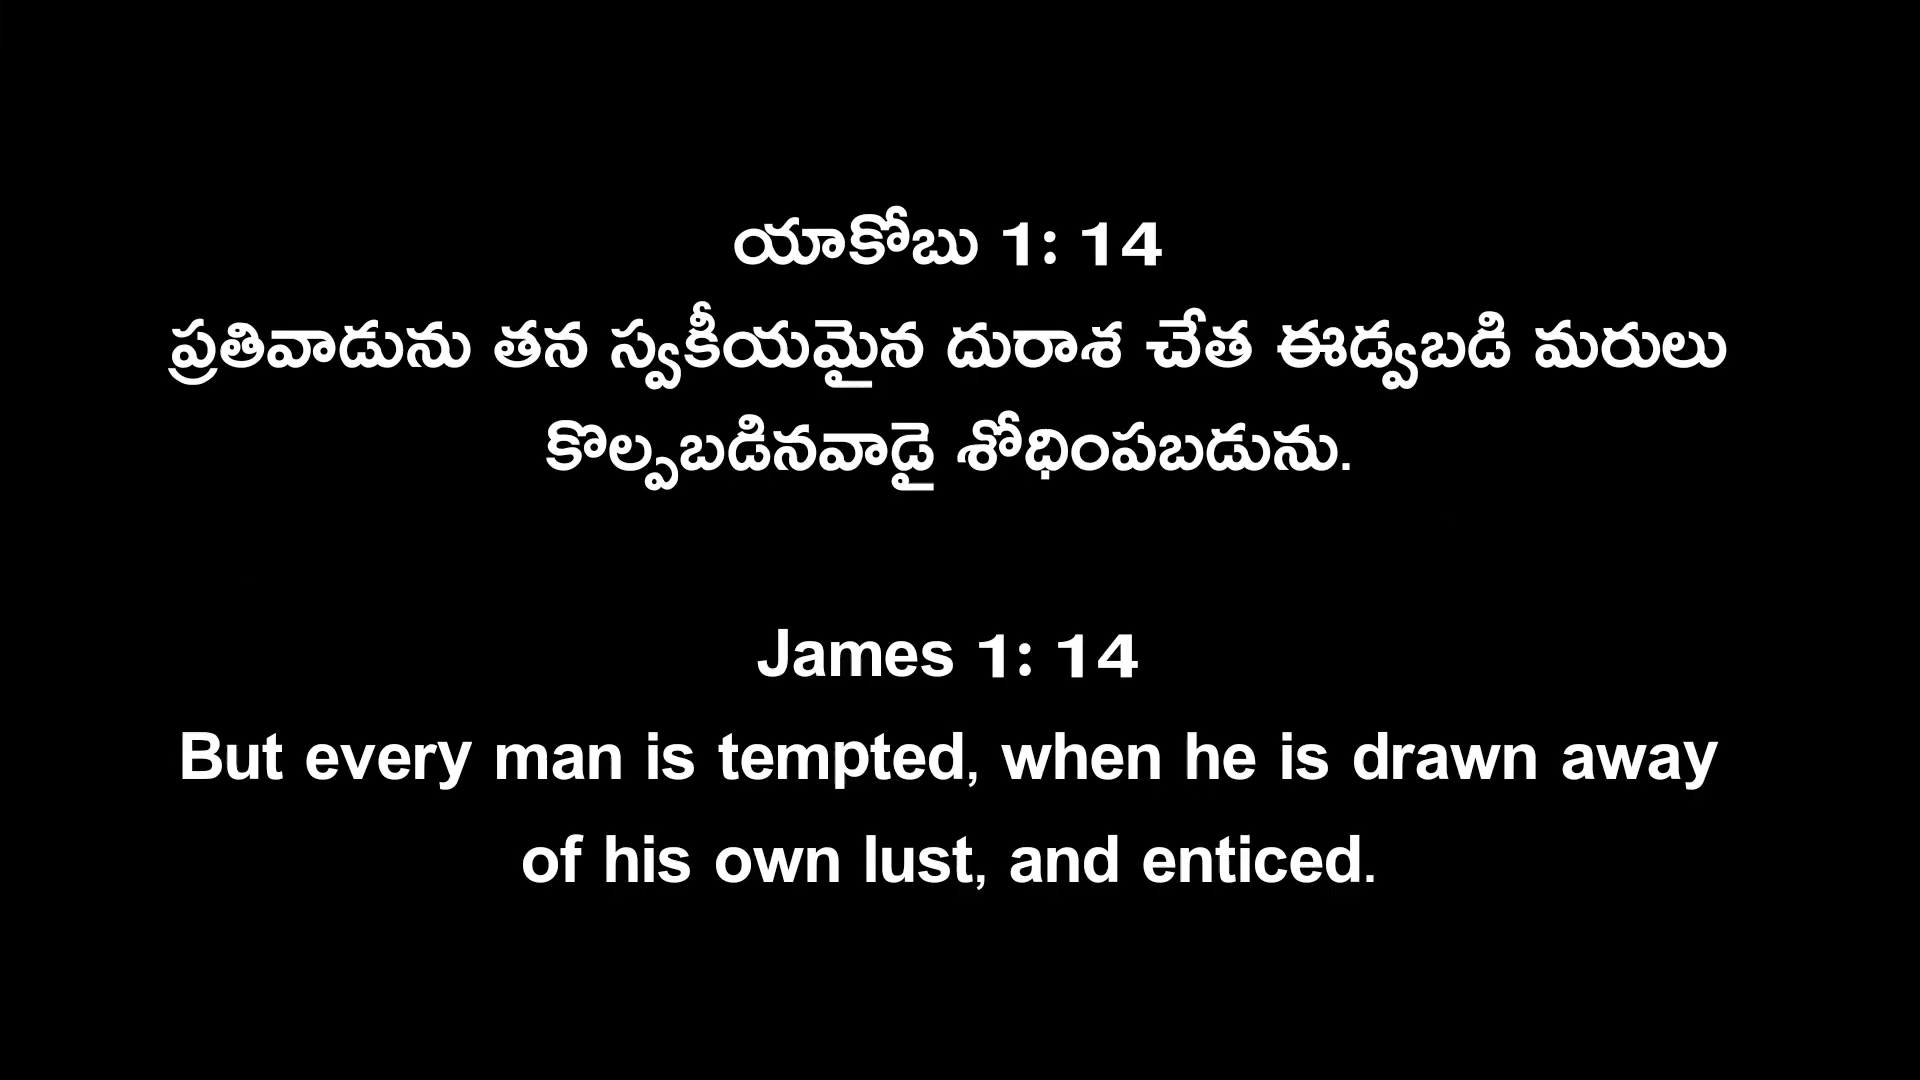 యాకోబు 1: 14
ప్రతివాడును తన స్వకీయమైన దురాశ చేత ఈడ్వబడి మరులు
కొల్పబడినవాడై శోధింపబడును.
James 1: 14
But every man is tempted, when he is drawn away
of his own lust, and enticed.